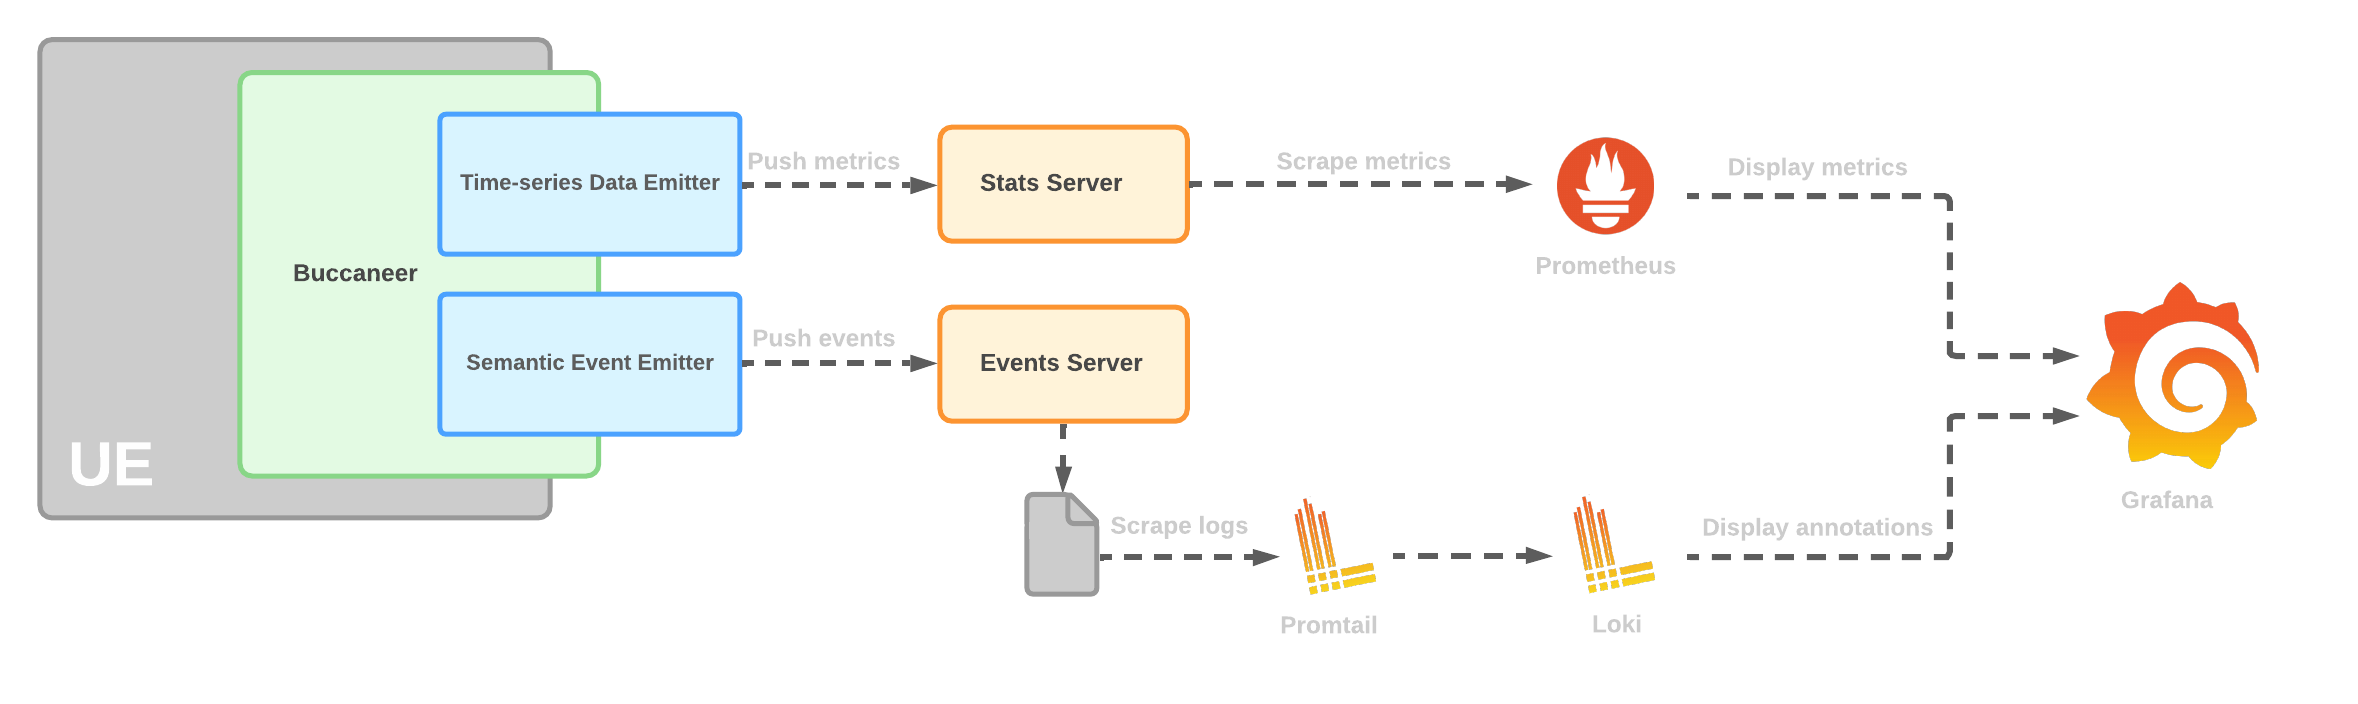 UE
Buccaneer
Time-series Data Emitter
Semantic Event Emitter
Push metrics
Push events
Stats Server
Events Server
Scrape metrics
Prometheus
Display metrics
Scrape logs
Promtail
Loki
Display annotations
Grafana